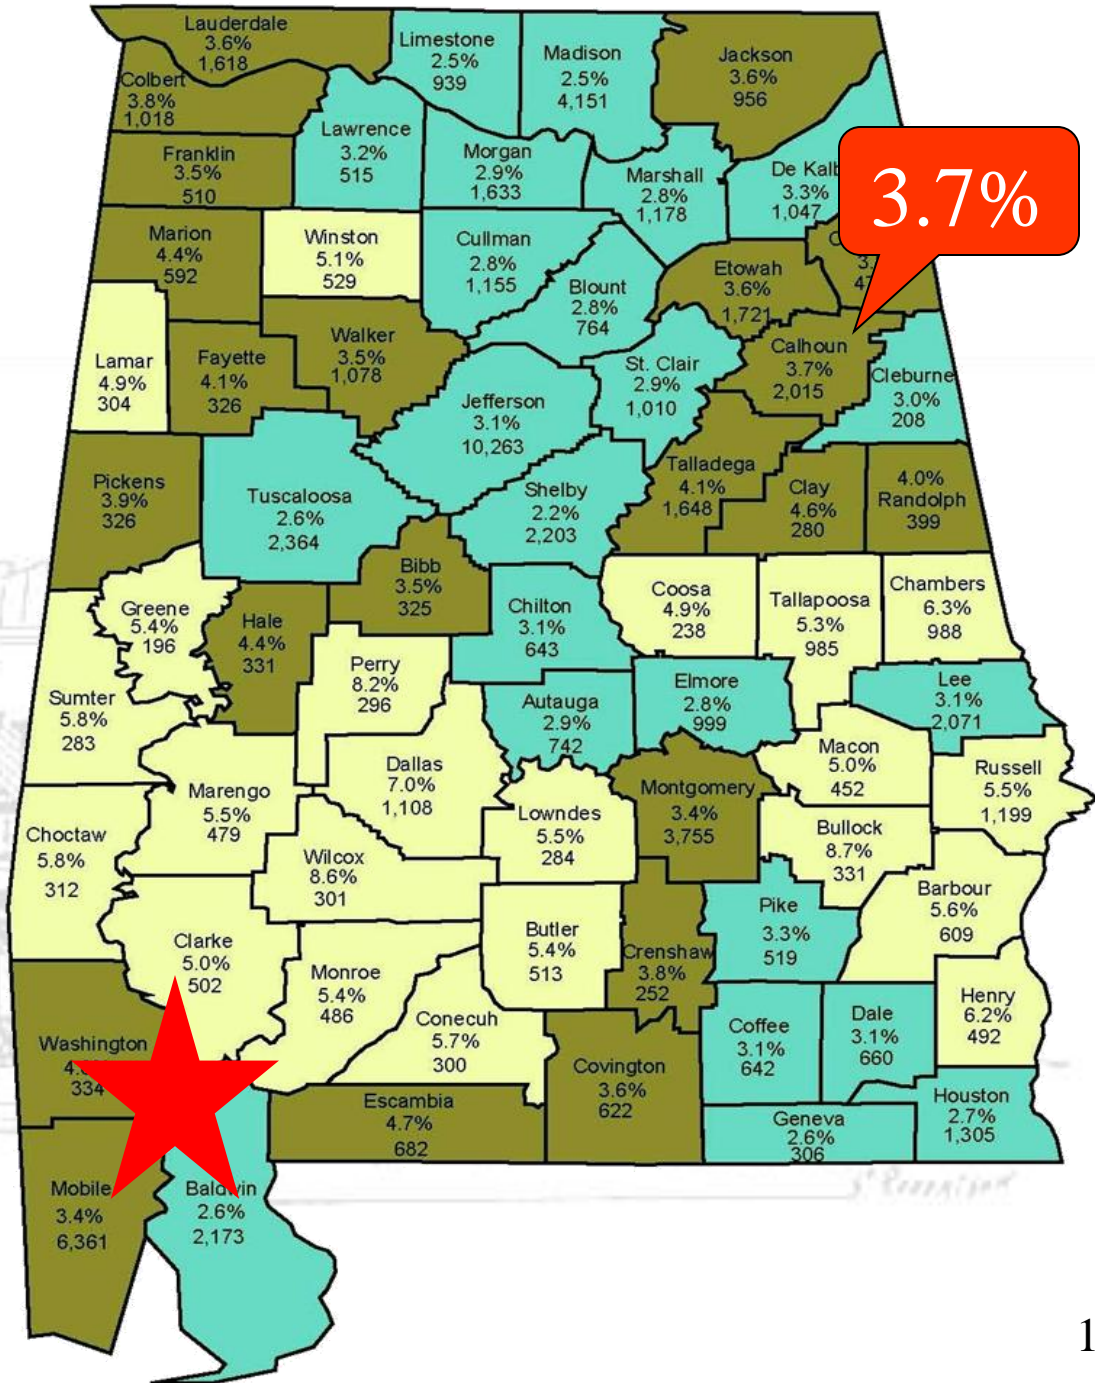 Lauderdale
3.6%
1,618
Limestone
2.5%
939
Madison
2.5%
4,151
Jackson
3.6%
956
Colbert
3.8%
1,018
Lawrence
3.2%
515
Morgan
2.9%
1,633
Marshall
2.8%
1,178
De Kalb
3.3%
1,047
3.7%
Franklin
3.5%
510
Marion
4.4%
592
Winston
5.1%
529
Cullman
2.8%
1,155
Blount
2.8%
764
Etowah
3.6%
1,721
Lamar
4.9%
304
Fayette
4.1%
326
Walker
3.5%
1,078
Jefferson
3.1%
10,263
St. Clair
2.9%
1,010
Calhoun
3.7%
2,015
Cleburne
3.0%
208
Pickens
3.9%
326
Tuscaloosa
2.6%
2,364
Shelby
2.2%
2,203
Talladega
4.1%
1,648
Clay
4.6%
280
4.0%
Randolph
399
Greene
5.4%
196
Hale
4.4%
331
Bibb
3.5%
325
Chilton
3.1%
643
Coosa
4.9%
238
Tallapoosa
5.3%
985
Chambers
6.3%
988
Sumter
5.8%
283
Perry
8.2%
296
Autauga
2.9%
742
Elmore
2.8%
999
Lee
3.1%
2,071
Marengo
5.5%
479
Dallas
7.0%
1,108
Lowndes
5.5%
284
Montgomery
3.4%
3,755
Macon
5.0%
452
Russell
5.5%
1,199
Choctaw
5.8%
312
Wilcox
8.6%
301
Bullock
8.7%
331
Barbour
5.6%
609
Clarke
5.0%
502
Monroe
5.4%
486
Butler
5.4%
513
Crenshaw
3.8%
252
Pike
3.3%
519
Henry
6.2%
492
Washington
334
Conecuh
5.7%
300
Covington
3.6%
622
Coffee
3.1%
642
Dale
3.1%
660
Escambia
4.7%
682
Geneva
2.6%
306
Houston
2.7%
1,305
Mobile
3.4%
6,361
Baldwin
2.6%
2,173
1